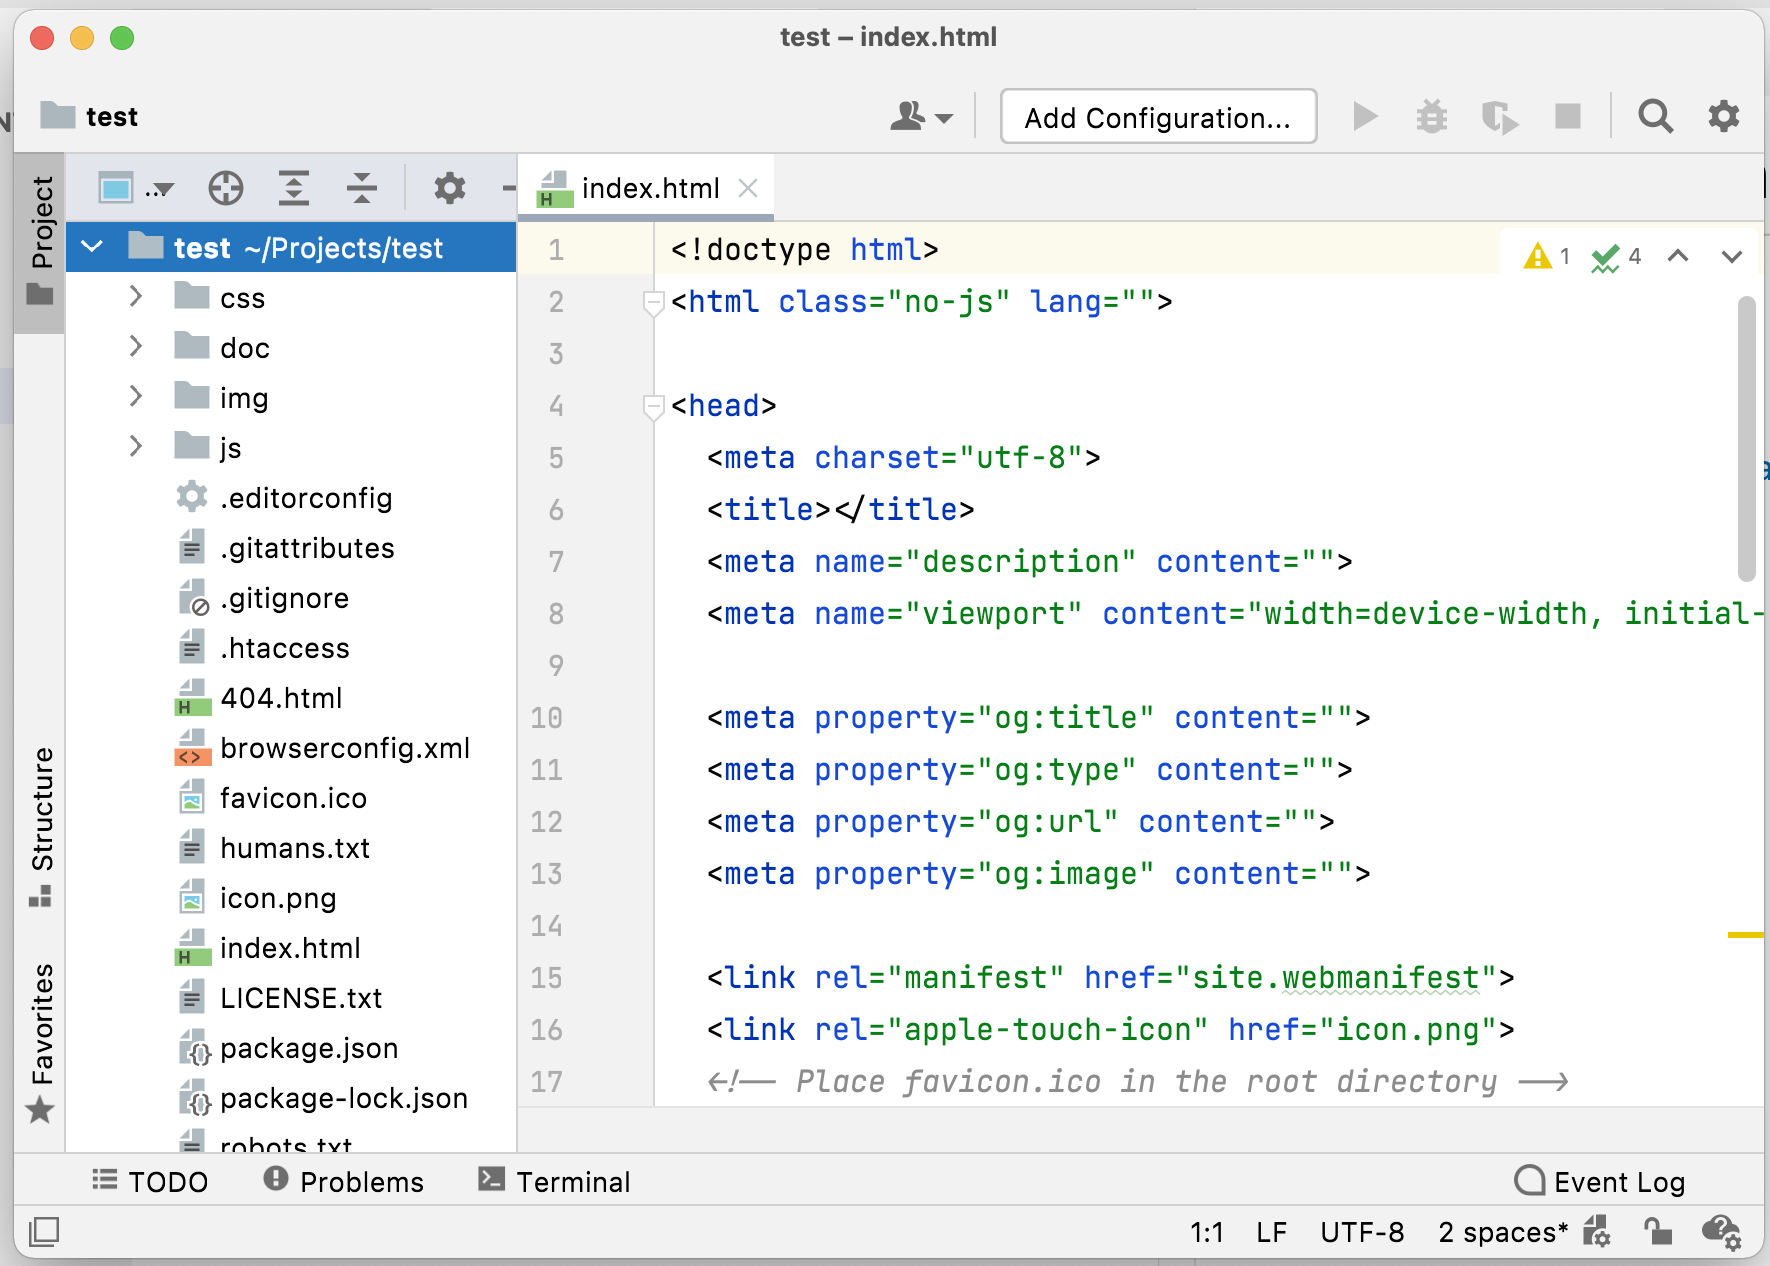 test – index.html
test
Add Configuration...
Project
...
index.html
test ~/Projects/test
css
doc
img
js
.editorconfig
.gitattributes
.gitignore
.htaccess
404.html
browserconfig.xml
favicon.ico
humans.txt
icon.png
index.html
LICENSE.txt
package.json
package-lock.json
robots.txt
Structure
Favorites
1 <!doctype html>
1 4
2 <html class="no-js" lang="">
3
4 <head>
5 <meta charset="utf-8">
6 <title></title>
7 <meta name="description" content="">
8 <meta name="viewport" content="width=device-width, initial-
9
10 <meta property="og:title" content="">
11 <meta property="og:type" content="">
12 <meta property="og:url" content="">
13 <meta property="og:image" content="">
14
15 <link rel="manifest" href="site.webmanifest">
16 <link rel="apple-touch-icon" href="icon.png">
17 <!-- Place favicon.ico in the root directory -->
TODO
Problems
Terminal
Event Log
1:1 LF UTF-8 2 spaces*